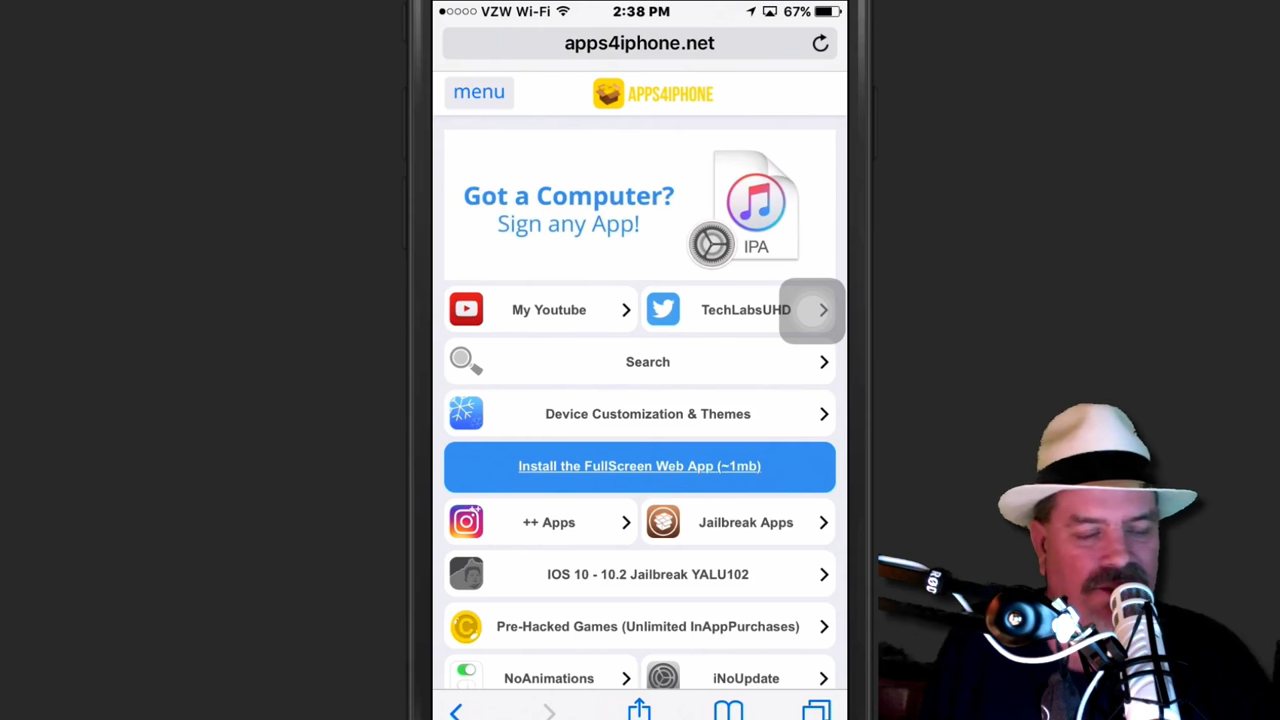 VZW Wi-Fi 2:38 PM 67%
apps4iphone.net
menu
APPS4IPHONE
Got a Computer?
Sign any App!
IPA
My Youtube
TechLabsUHD
Search
Device Customization & Themes
Install the FullScreen Web App (~1mb)
++ Apps
Jailbreak Apps
IOS 10 - 10.2 Jailbreak YALU102
Pre-Hacked Games (Unlimited InAppPurchases)
NoAnimations
iNoUpdate
RØDE